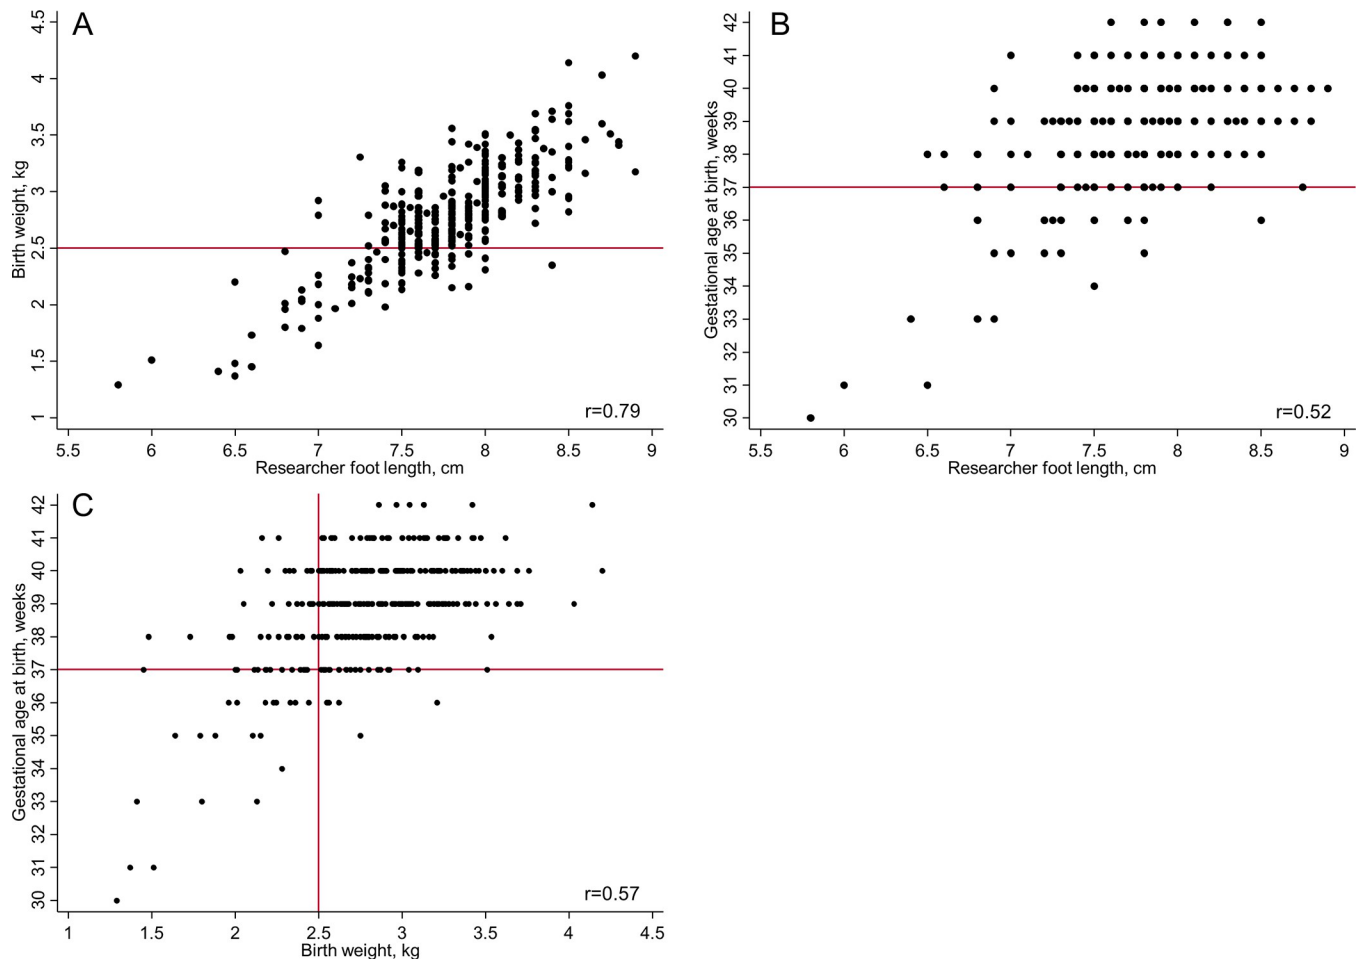 A
Birth weight, kg
4.5
4
3.5
3
2.5
2
1.5
1
r=0.79
5.5 6 6.5 7 7.5 8 8.5 9
Researcher foot length, cm
B
Gestational age at birth, weeks
42
41
40
39
38
37
36
35
34
33
32
31
30
r=0.52
5.5 6 6.5 7 7.5 8 8.5 9
Researcher foot length, cm
C
Gestational age at birth, weeks
42
41
40
39
38
37
36
35
34
33
32
31
30
r=0.57
1 1.5 2 2.5 3 3.5 4 4.5
Birth weight, kg